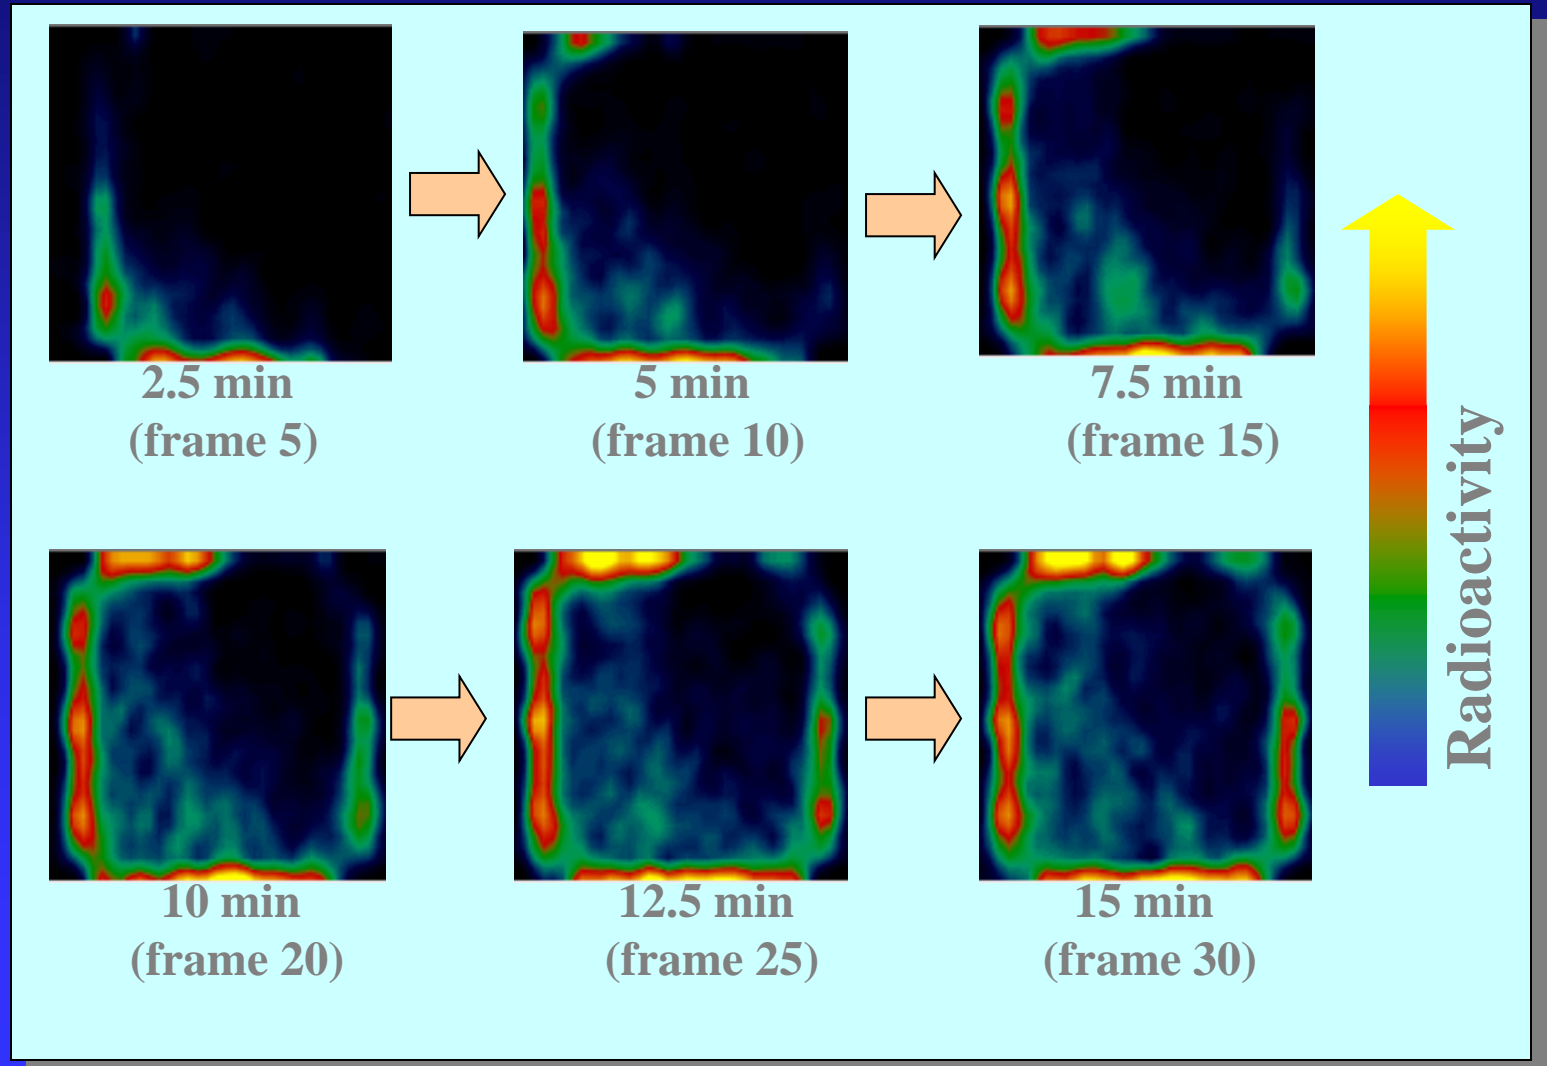 2.5 min
(frame 5)
5 min
(frame 10)
7.5 min
(frame 15)
10 min
(frame 20)
12.5 min
(frame 25)
15 min
(frame 30)
Radioactivity